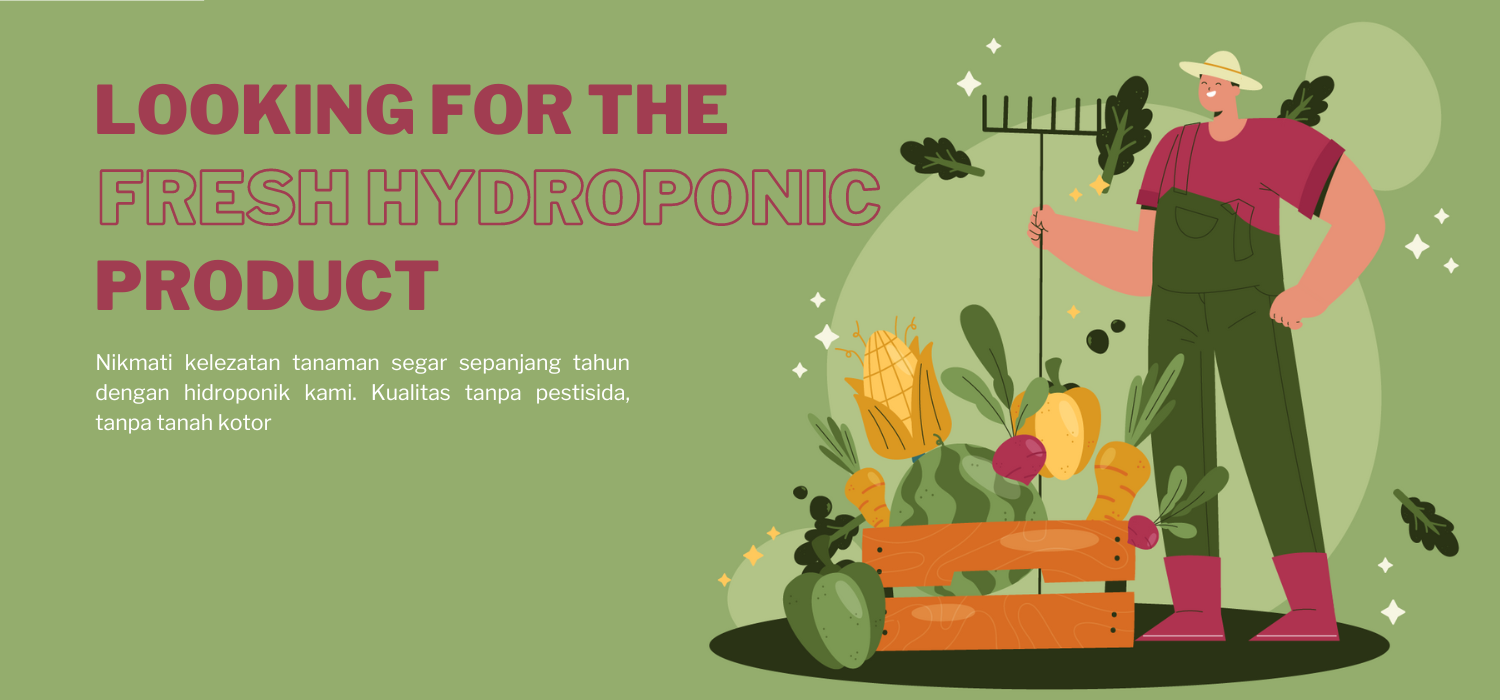 LOOKING FOR THE
FRESH HYDROPONIC
PRODUCT
Nikmati kelezatan tanaman segar sepanjang tahun
dengan hidroponik kami. Kualitas tanpa pestisida,
tanpa tanah kotor